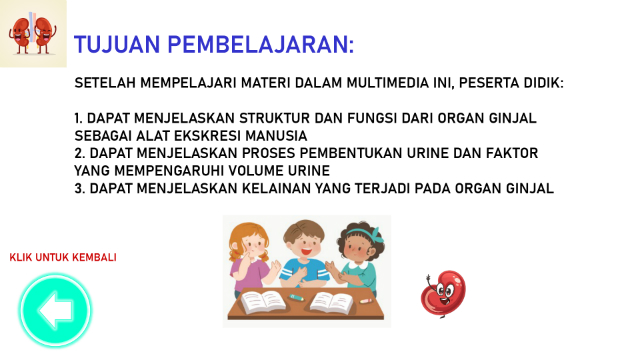 TUJUAN PEMBELAJARAN:
SETELAH MEMPELAJARI MATERI DALAM MULTIMEDIA INI, PESERTA DIDIK:
1. DAPAT MENJELASKAN STRUKTUR DAN FUNGSI DARI ORGAN GINJAL
SEBAGAI ALAT EKSKRESI MANUSIA
2. DAPAT MENJELASKAN PROSES PEMBENTUKAN URINE DAN FAKTOR
YANG MEMPENGARUHI VOLUME URINE
3. DAPAT MENJELASKAN KELAINAN YANG TERJADI PADA ORGAN GINJAL
KLIK UNTUK KEMBALI